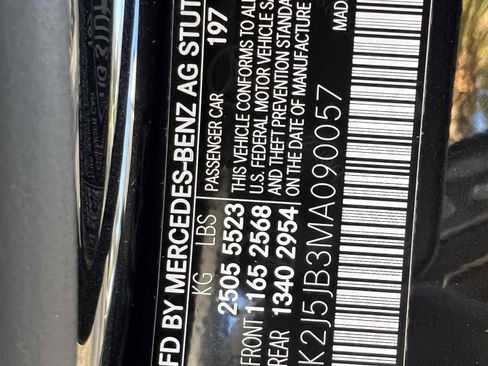 FD BY MERCEDES-BENZ AG STUT
KG LBS PASSENGER CAR 197
2505 5523 THIS VEHICLE CONFORMS TO AL
FRONT 1165 2568 U.S. FEDERAL MOTOR VEHICLE SA
REAR 1340 2954 AND THEFT PREVENTION STANDA
ON DATE OF MANUFACTURE
MAD
K2J5JB3MA090057